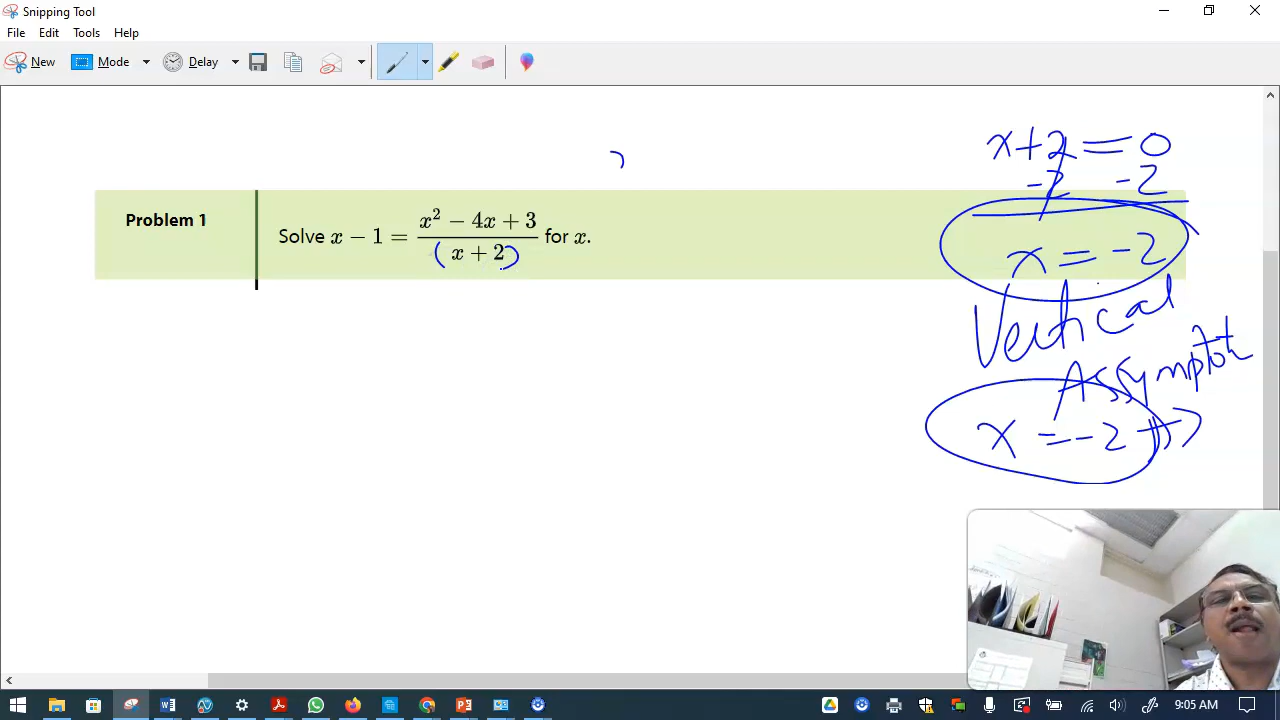 Snipping Tool
File Edit Tools Help
New Mode Delay
Problem 1
Solve x − 1 = (x² − 4x + 3)/(x + 2) for x.
x+2 = 0
-2 -2
x = -2
Vertical
Assymptot
x = -2
9:05 AM